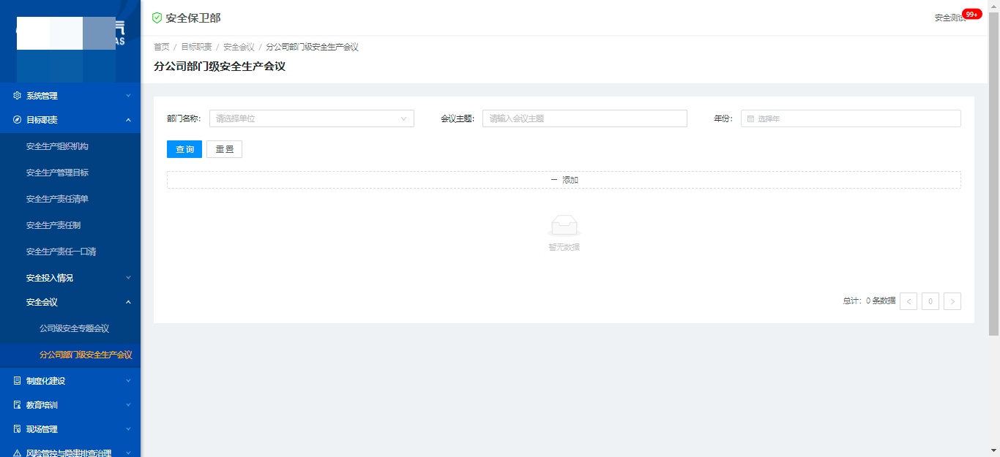 气
AS
安全保卫部
安全测试
99+
首页 / 目标职责 / 安全会议 / 分公司部门级安全生产会议
分公司部门级安全生产会议
系统管理
目标职责
安全生产组织机构
安全生产管理目标
安全生产责任清单
安全生产责任制
安全生产责任一口清
安全投入情况
安全会议
公司级安全专题会议
分公司部门级安全生产会议
制度化建设
教育培训
现场管理
风险管控与隐患排查治理
部门名称: 请选择单位 会议主题: 请输入会议主题 年份: 选择年
查 询 重 置
添加
暂无数据
总计: 0 条数据 < 0 >